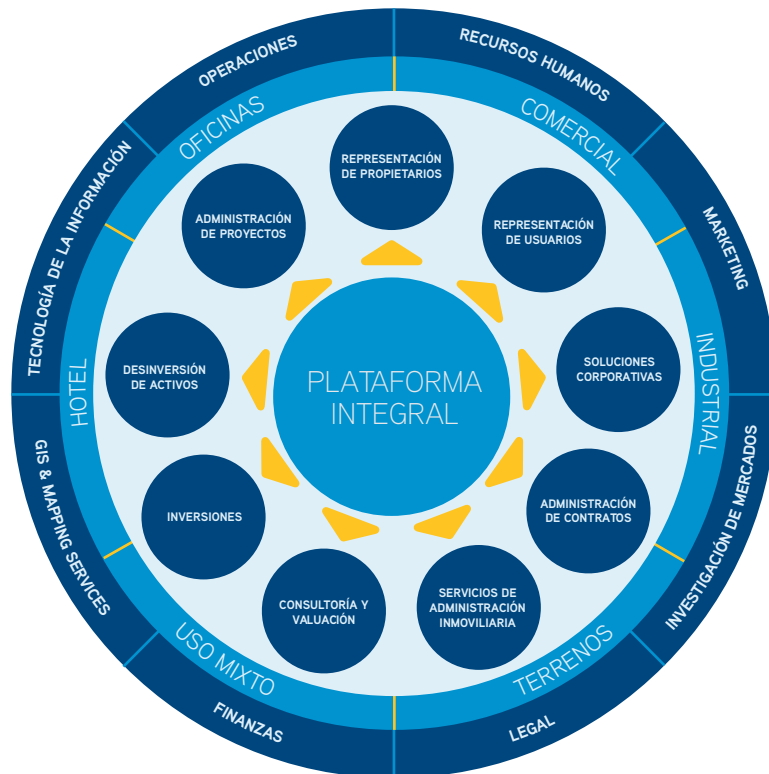 OPERACIONES
RECURSOS HUMANOS
MARKETING
INVESTIGACIÓN DE MERCADOS
LEGAL
FINANZAS
GIS & MAPPING SERVICES
TECNOLOGÍA DE LA INFORMACIÓN
OFICINAS
COMERCIAL
INDUSTRIAL
TERRENOS
USO MIXTO
HOTEL
REPRESENTACIÓN
DE PROPIETARIOS
REPRESENTACIÓN
DE USUARIOS
SOLUCIONES
CORPORATIVAS
ADMINISTRACIÓN
DE CONTRATOS
SERVICIOS DE
ADMINISTRACIÓN
INMOVILIARIA
CONSULTORÍA Y
VALUACIÓN
INVERSIONES
DESINVERSIÓN
DE ACTIVOS
ADMINISTRACIÓN
DE PROYECTOS
PLATAFORMA
INTEGRAL